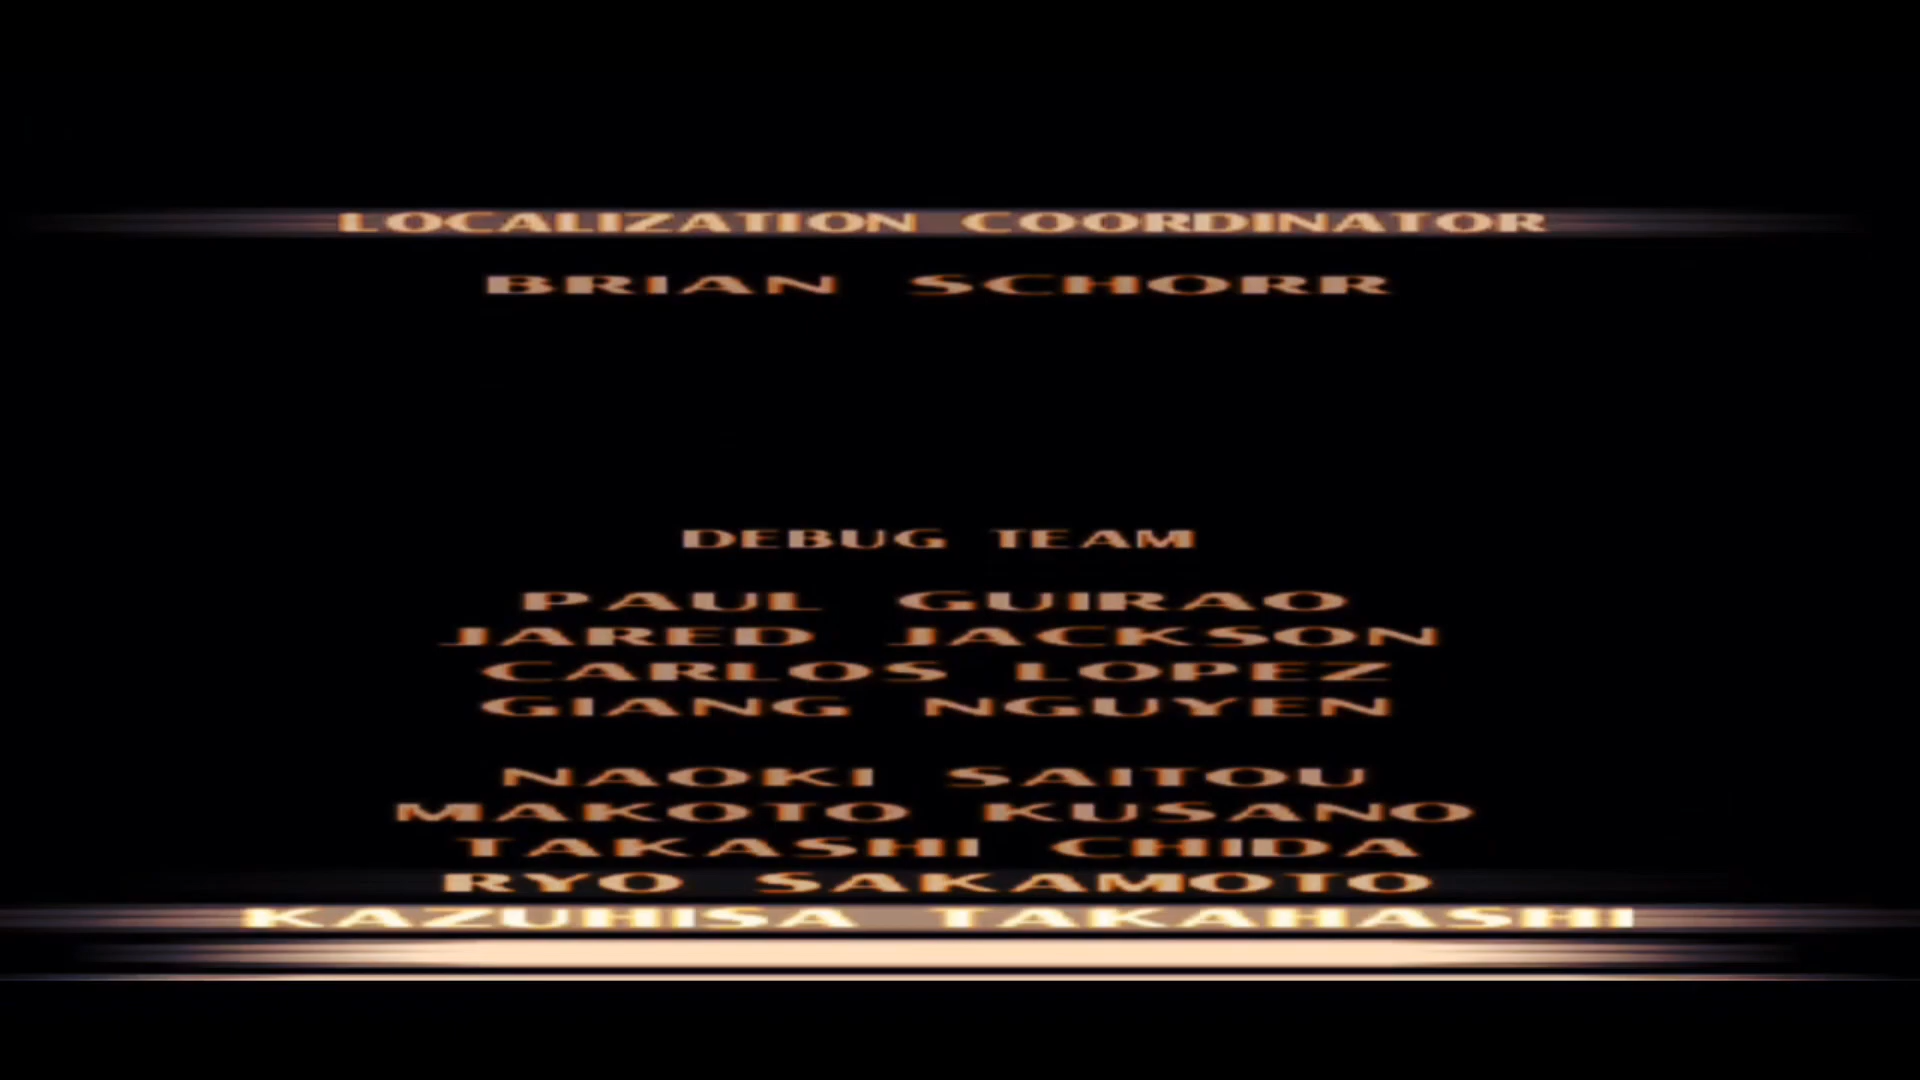 LOCALIZATION COORDINATOR
BRIAN SCHORR
DEBUG TEAM
PAUL GUIRAO
JARED JACKSON
CARLOS LOPEZ
GIANG NGUYEN
NAOKI SAITOU
MAKOTO KUSANO
TAKASHI CHIDA
RYO SAKAMOTO
KAZUHISA TAKAHASHI